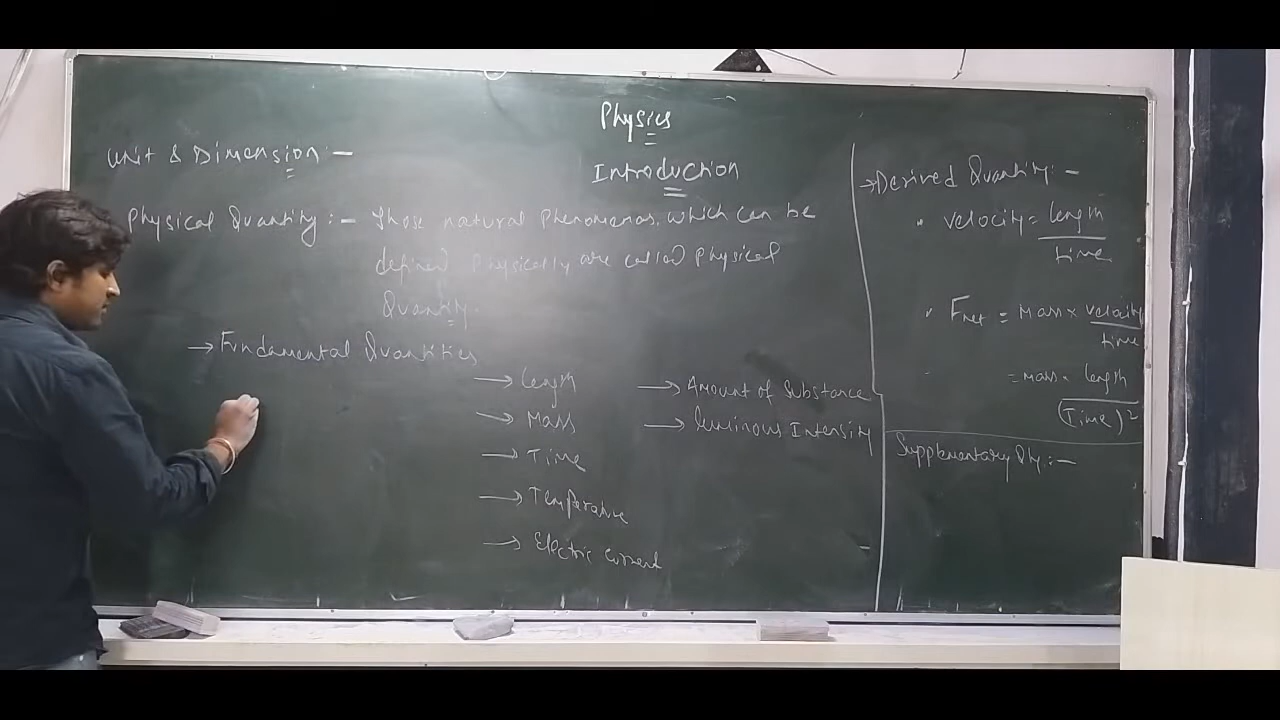 Physics
Introduction
Unit & Dimension :-
Physical Quantity :- Those natural Phenomenas, which can be
defined Physically are called Physical
Quantity.
→ Fundamental Quantities
→ Length
→ Mass
→ Time
→ Temperature
→ Electric Current
→ Amount of Substance
→ Luminous Intensity
→ Derived Quantity :-
• velocity = length / time
• Fnet = Mass × velocity / time
= Mass × length / (Time)²
Supplementary Qty :-